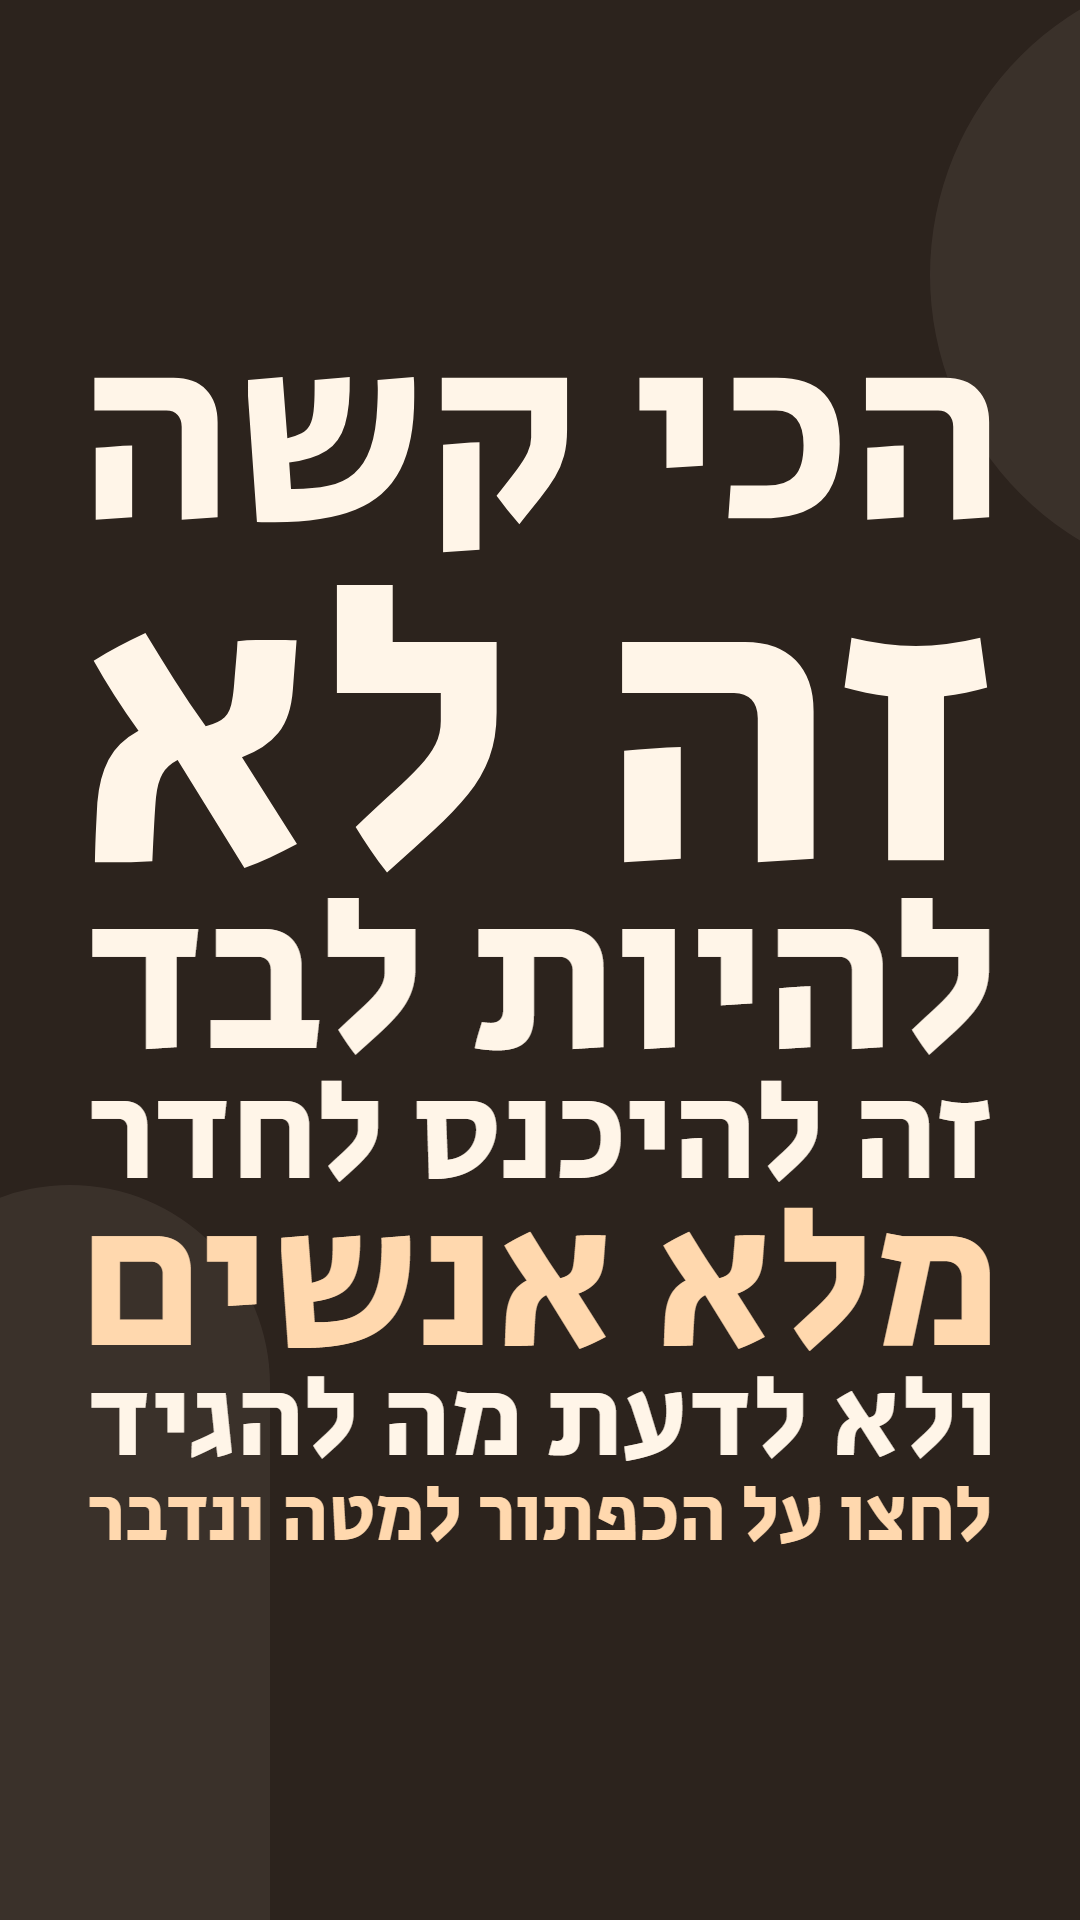 הכי קשה
זה לא
להיות לבד
זה להיכנס לחדר
מלא אנשים
ולא לדעת מה להגיד
לחצו על הכפתור למטה ונדבר